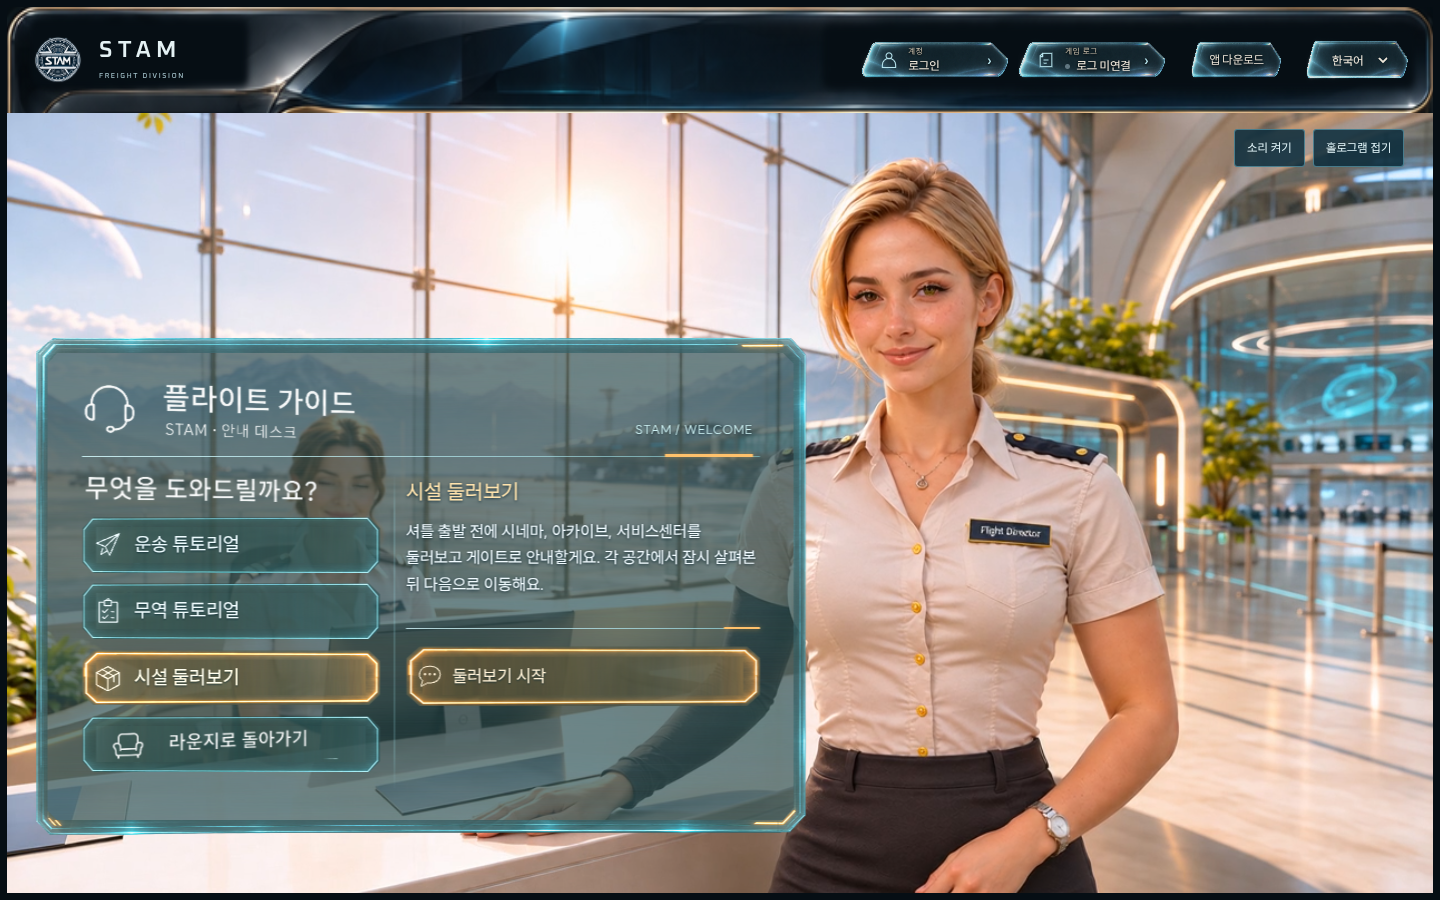 STAM
FREIGHT DIVISION
STAM
계정
로그인
게임 로그
로그 미연결
앱 다운로드
한국어
소리 켜기
홀로그램 접기
플라이트 가이드
STAM · 안내 데스크
STAM / WELCOME
무엇을 도와드릴까요?
운송 튜토리얼
무역 튜토리얼
시설 둘러보기
라운지로 돌아가기
시설 둘러보기
셔틀 출발 전에 시네마, 아카이브, 서비스센터를
둘러보고 게이트로 안내할게요. 각 공간에서 잠시 살펴본
뒤 다음으로 이동해요.
둘러보기 시작
Flight Director